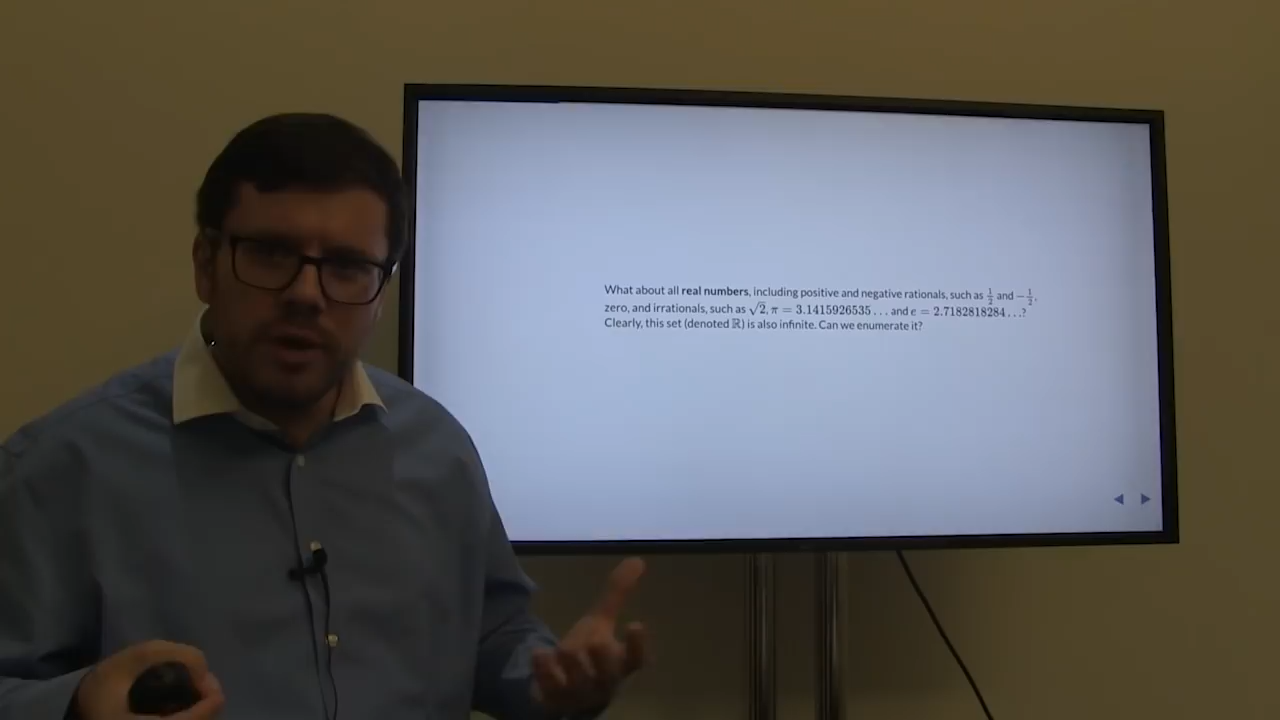 What about all real numbers, including positive and negative rationals, such as 1/2 and −1/2,
zero, and irrationals, such as √2, π = 3.1415926535 . . . and e = 2.7182818284 . . .?
Clearly, this set (denoted ℝ) is also infinite. Can we enumerate it?